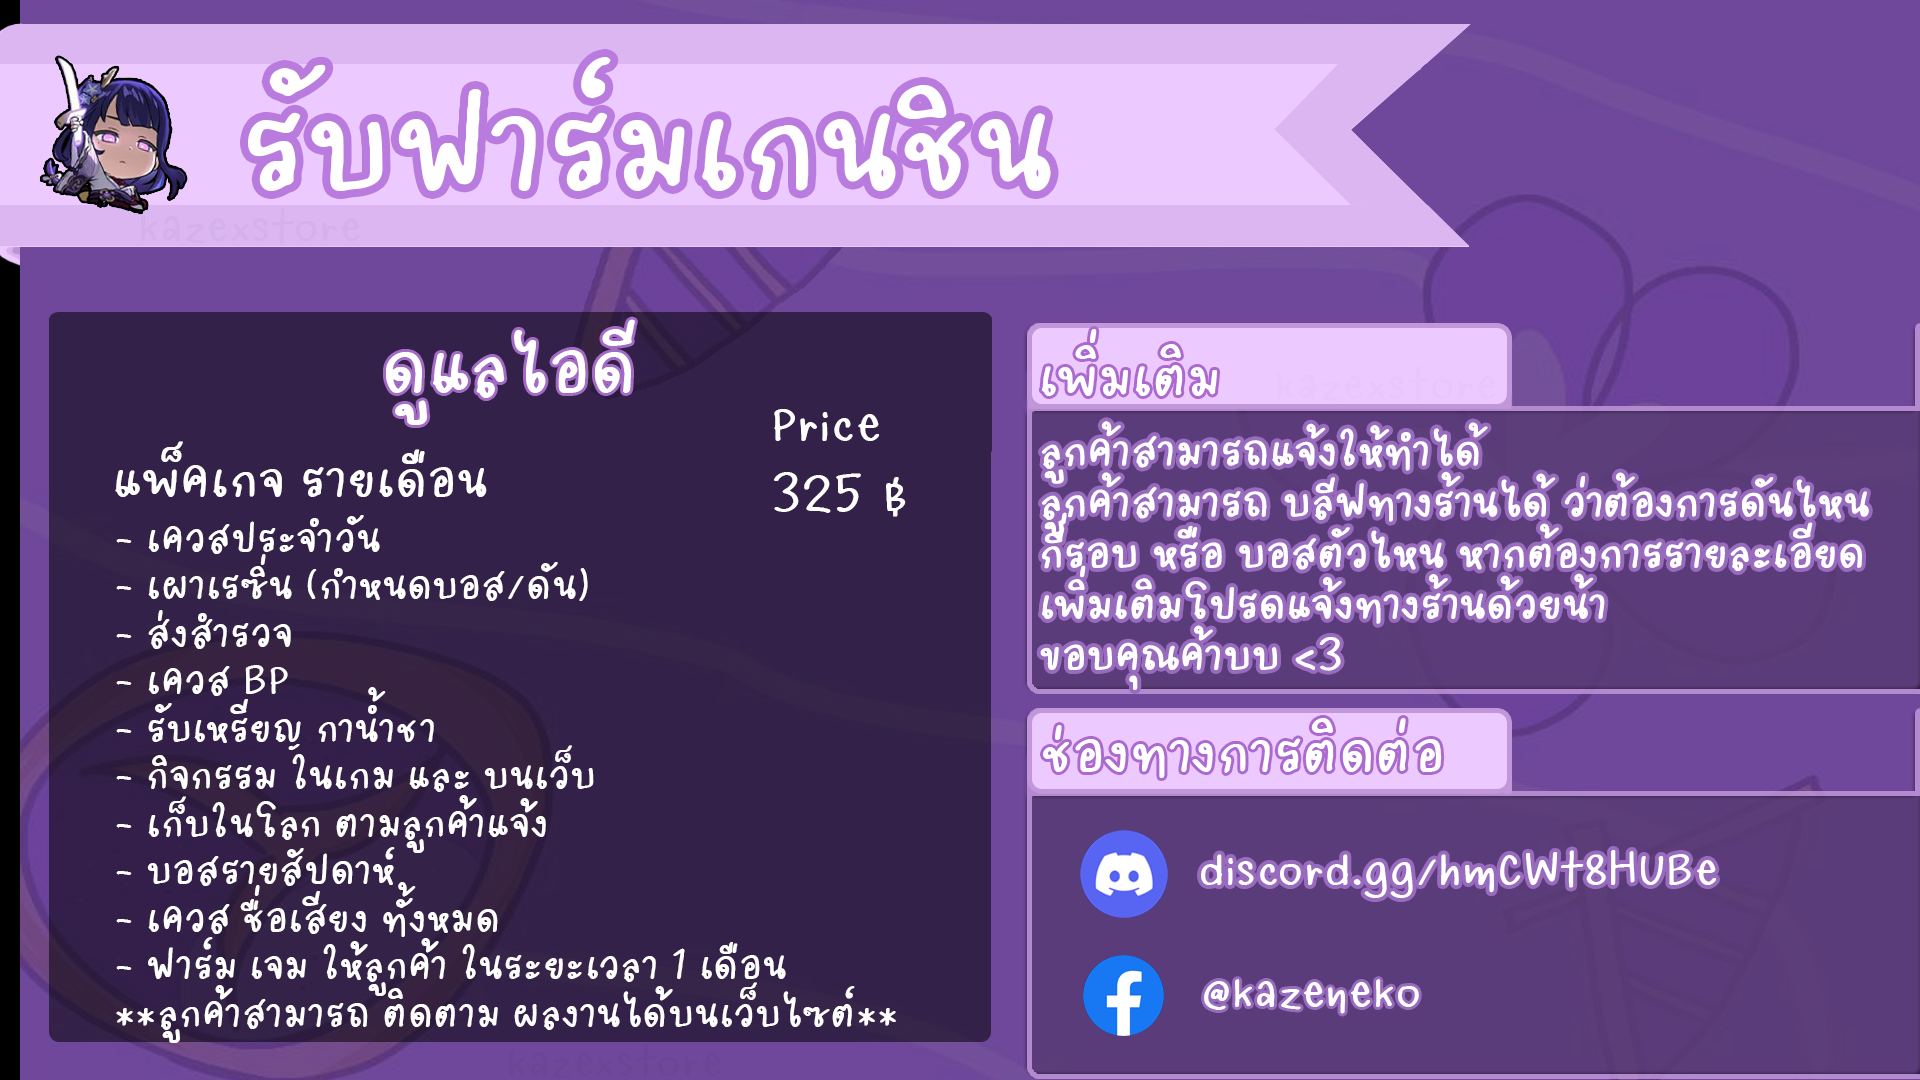 รับฟาร์มเกนชิน
kazexstore
ดูแลไอดี
Price
แพ็คเกจ รายเดือน
325 ฿
- เควสประจำวัน
- เผาเรซิ่น (กำหนดบอส/ดัน)
- ส่งสำรวจ
- เควส BP
- รับเหรียญ กาน้ำชา
- กิจกรรม ในเกม และ บนเว็บ
- เก็บในโลก ตามลูกค้าแจ้ง
- บอสรายสัปดาห์
- เควส ชื่อเสียง ทั้งหมด
- ฟาร์ม เจม ให้ลูกค้า ในระยะเวลา 1 เดือน
**ลูกค้าสามารถ ติดตาม ผลงานได้บนเว็บไซต์**
kazexstore
เพิ่มเติม
kazexstore
ลูกค้าสามารถแจ้งให้ทำได้
ลูกค้าสามารถ บลีฟทางร้านได้ ว่าต้องการดันไหน
กี่รอบ หรือ บอสตัวไหน หากต้องการรายละเอียด
เพิ่มเติมโปรดแจ้งทางร้านด้วยน้า
ขอบคุณค้าบบ <3
ช่องทางการติดต่อ
discord.gg/hmCWt8HUBe
@kazeneko